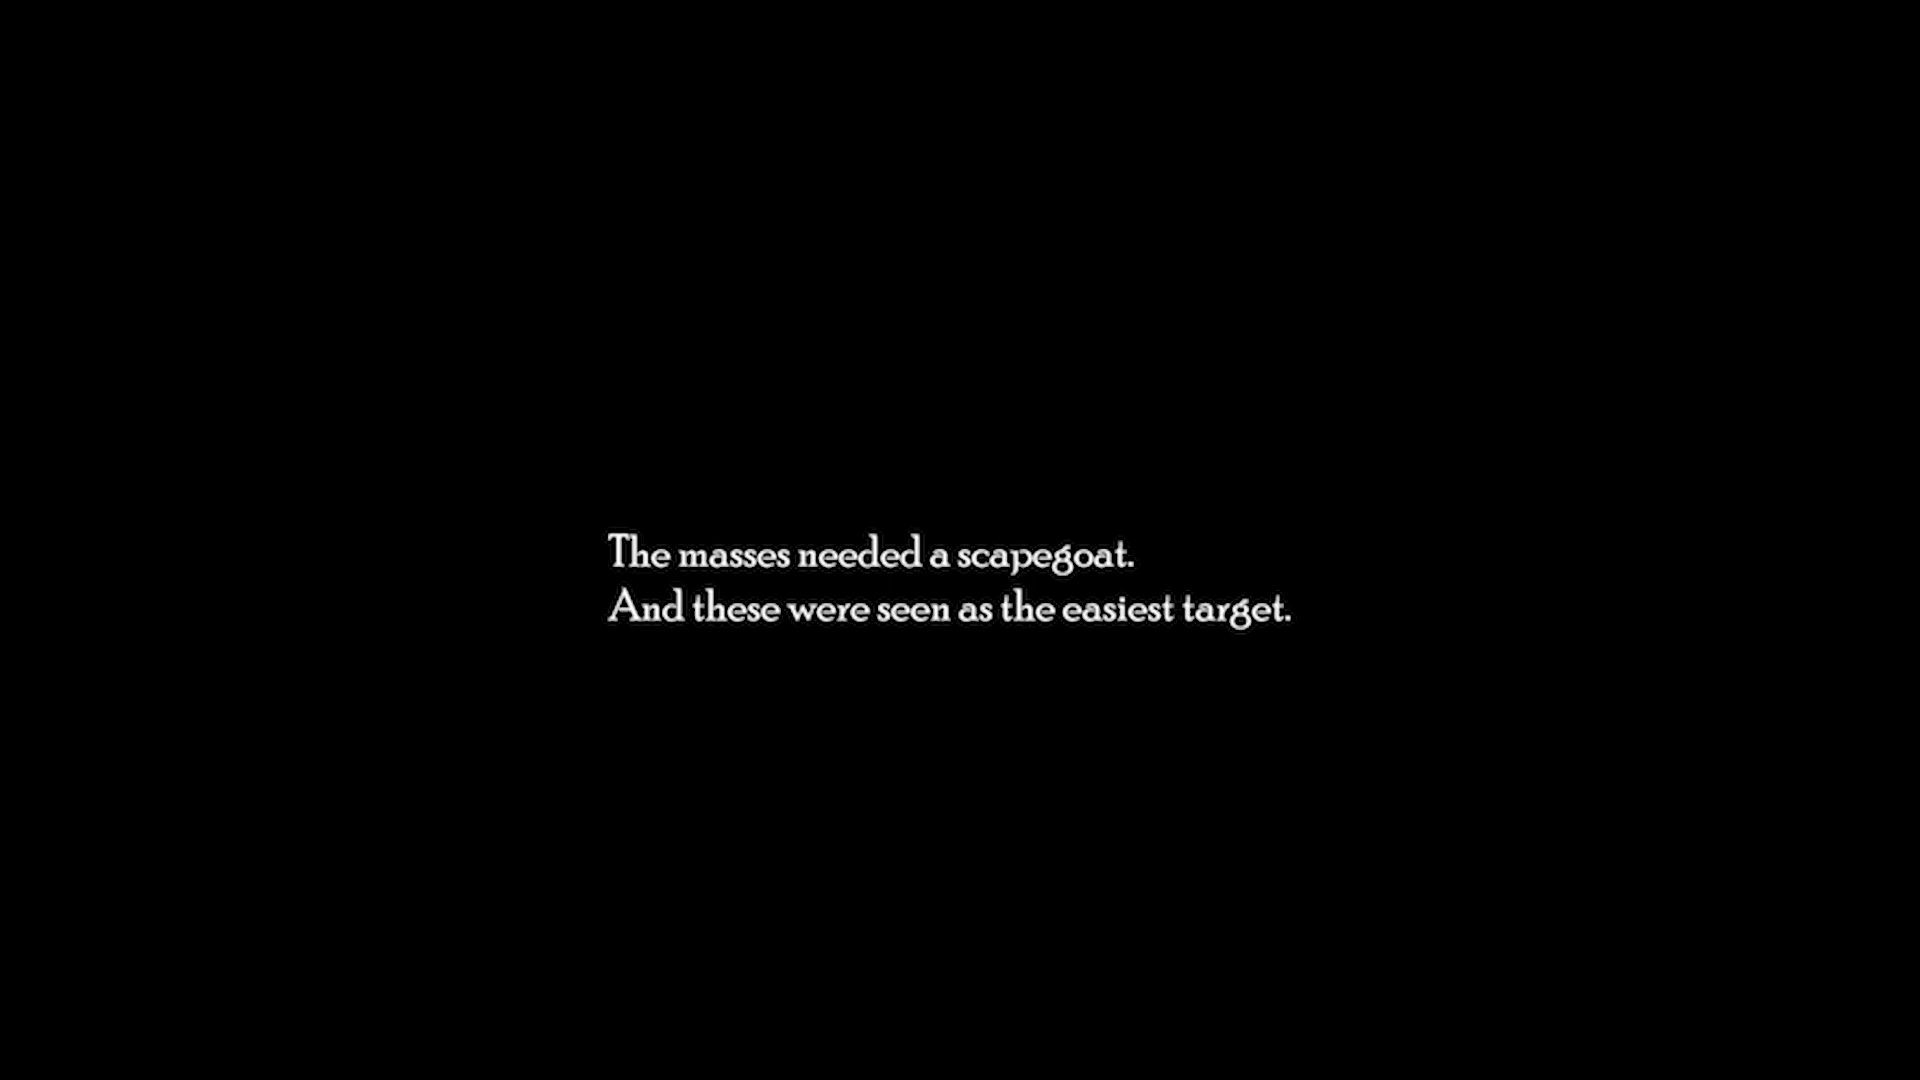 The masses needed a scapegoat.
And these were seen as the easiest target.